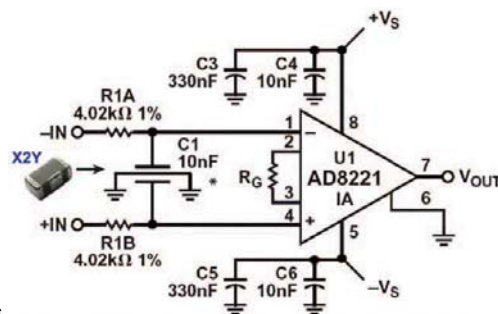 +VS
C3
330nF
C4
10nF
R1A
4.02kΩ 1%
–IN
X2Y
C1
10nF
*
+IN
R1B
4.02kΩ 1%
RG
1
2
3
4
–
+
U1
AD8221
IA
8
7
VOUT
6
5
C5
330nF
C6
10nF
–VS